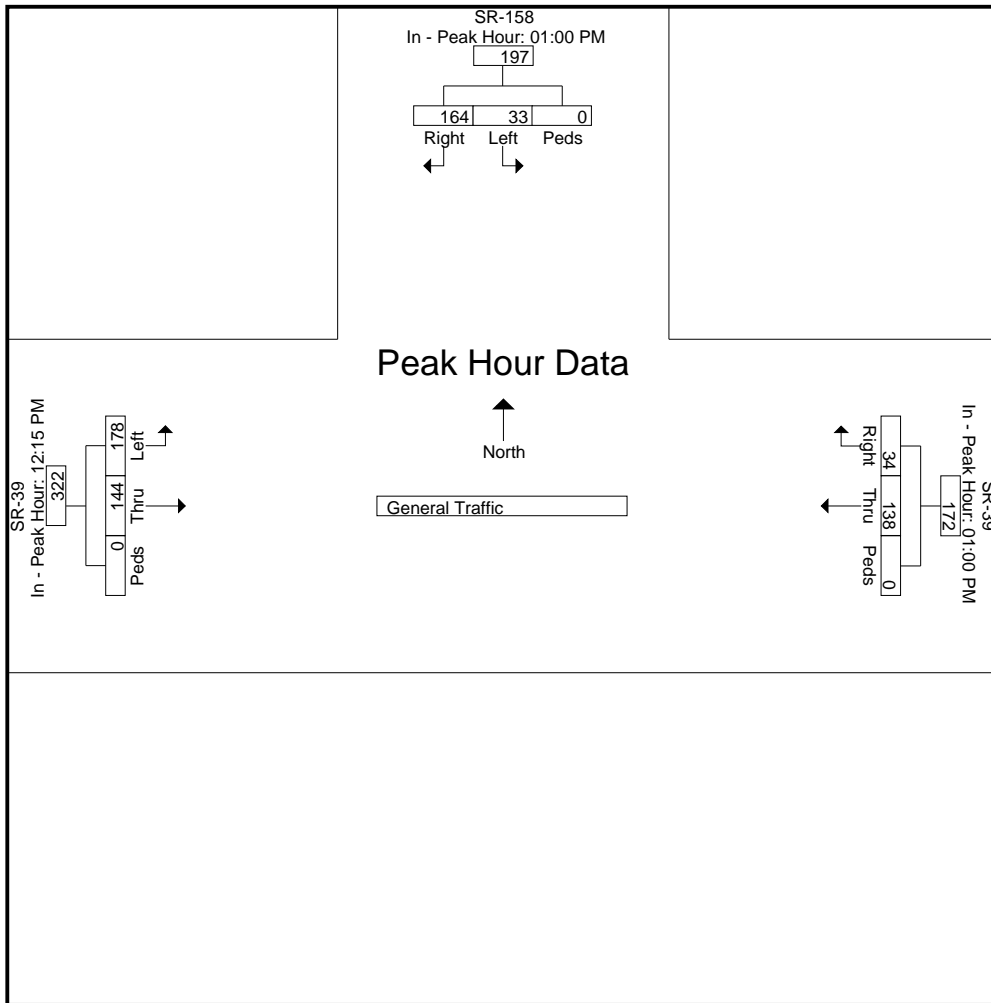 SR-158
In - Peak Hour: 01:00 PM
197
164 33 0
Right Left Peds
Peak Hour Data
North
General Traffic
SR-39
In - Peak Hour: 12:15 PM
322
178 144 0
Left Thru Peds
SR-39
In - Peak Hour: 01:00 PM
172
34 138 0
Right Thru Peds